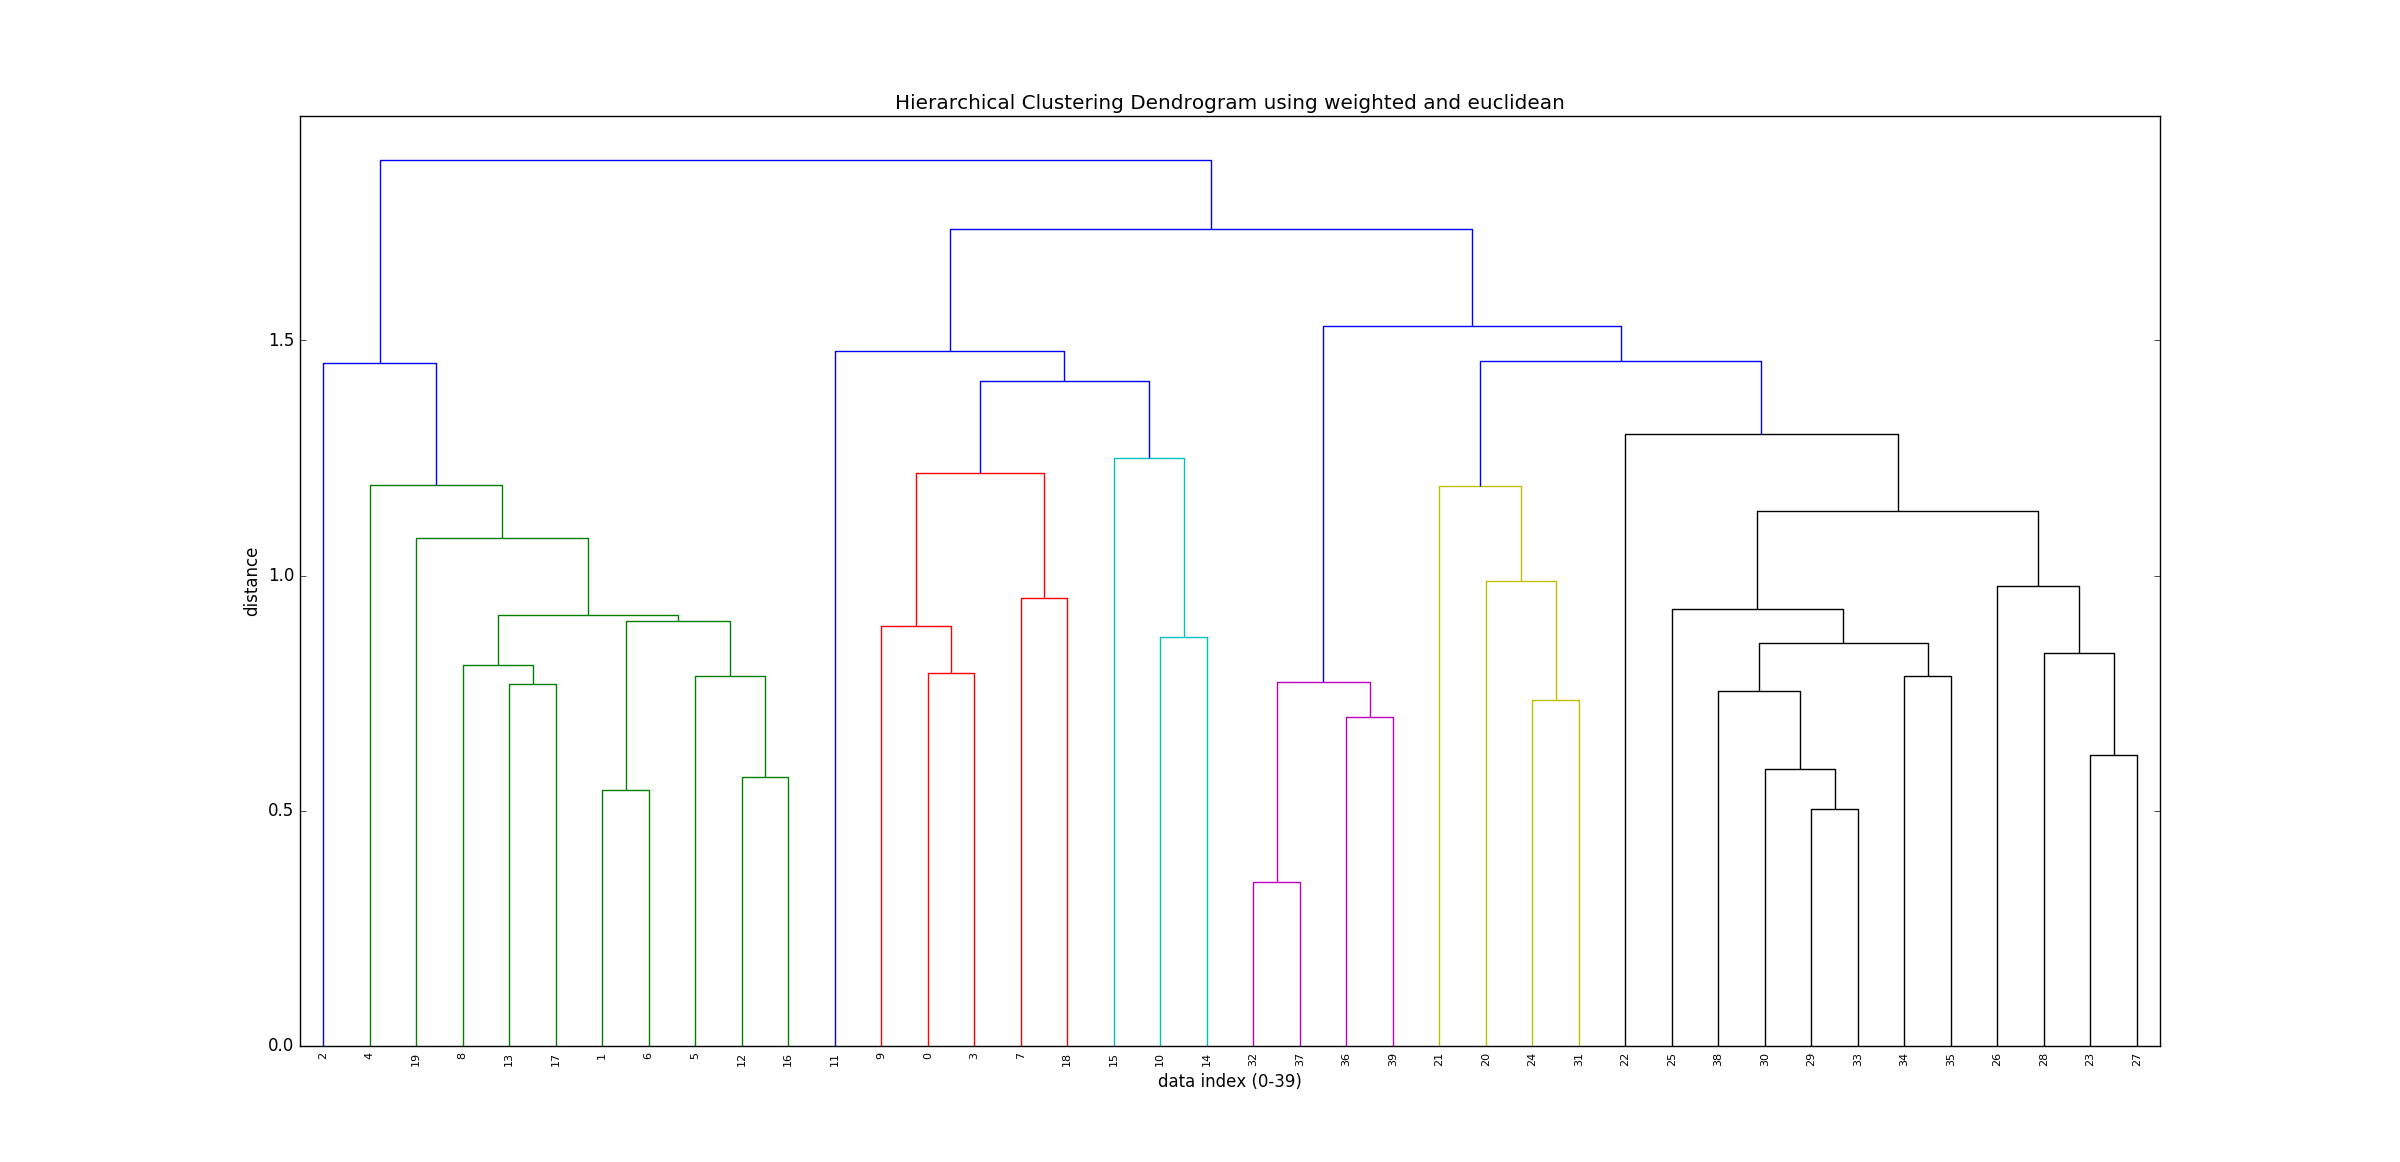 Hierarchical Clustering Dendrogram using weighted and euclidean
1.5
1.0
0.5
0.0
distance
2 4 19 8 13 17 1 6 5 12 16 11 9 0 3 7 18 15 10 14 32 37 36 39 21 20 24 31 22 25 38 30 29 33 34 35 26 28 23 27
data index (0-39)